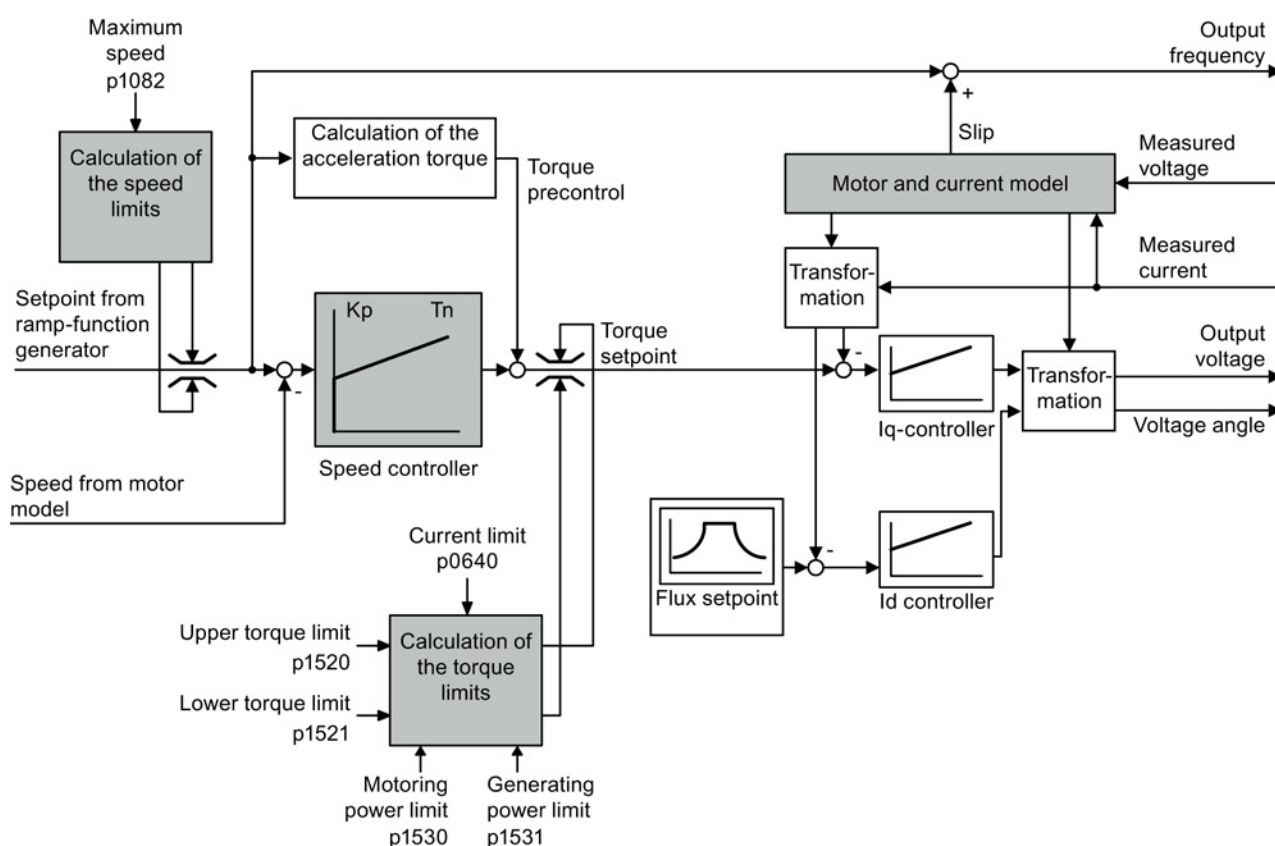 Maximum
speed
p1082
Output
frequency
+
Slip
Calculation of
the speed
limits
Calculation of the
acceleration torque
Torque
precontrol
Motor and current model
Measured
voltage
Measured
current
Transfor-
mation
Setpoint from
ramp-function
generator
Kp Tn
Torque
setpoint
-
-
Output
voltage
Transfor-
mation
Iq-controller
Voltage angle
Speed controller
Speed from motor
model
Current limit
p0640
-
Flux setpoint
Id controller
Upper torque limit
p1520
Calculation of
the torque
limits
Lower torque limit
p1521
Motoring
power limit
p1530
Generating
power limit
p1531